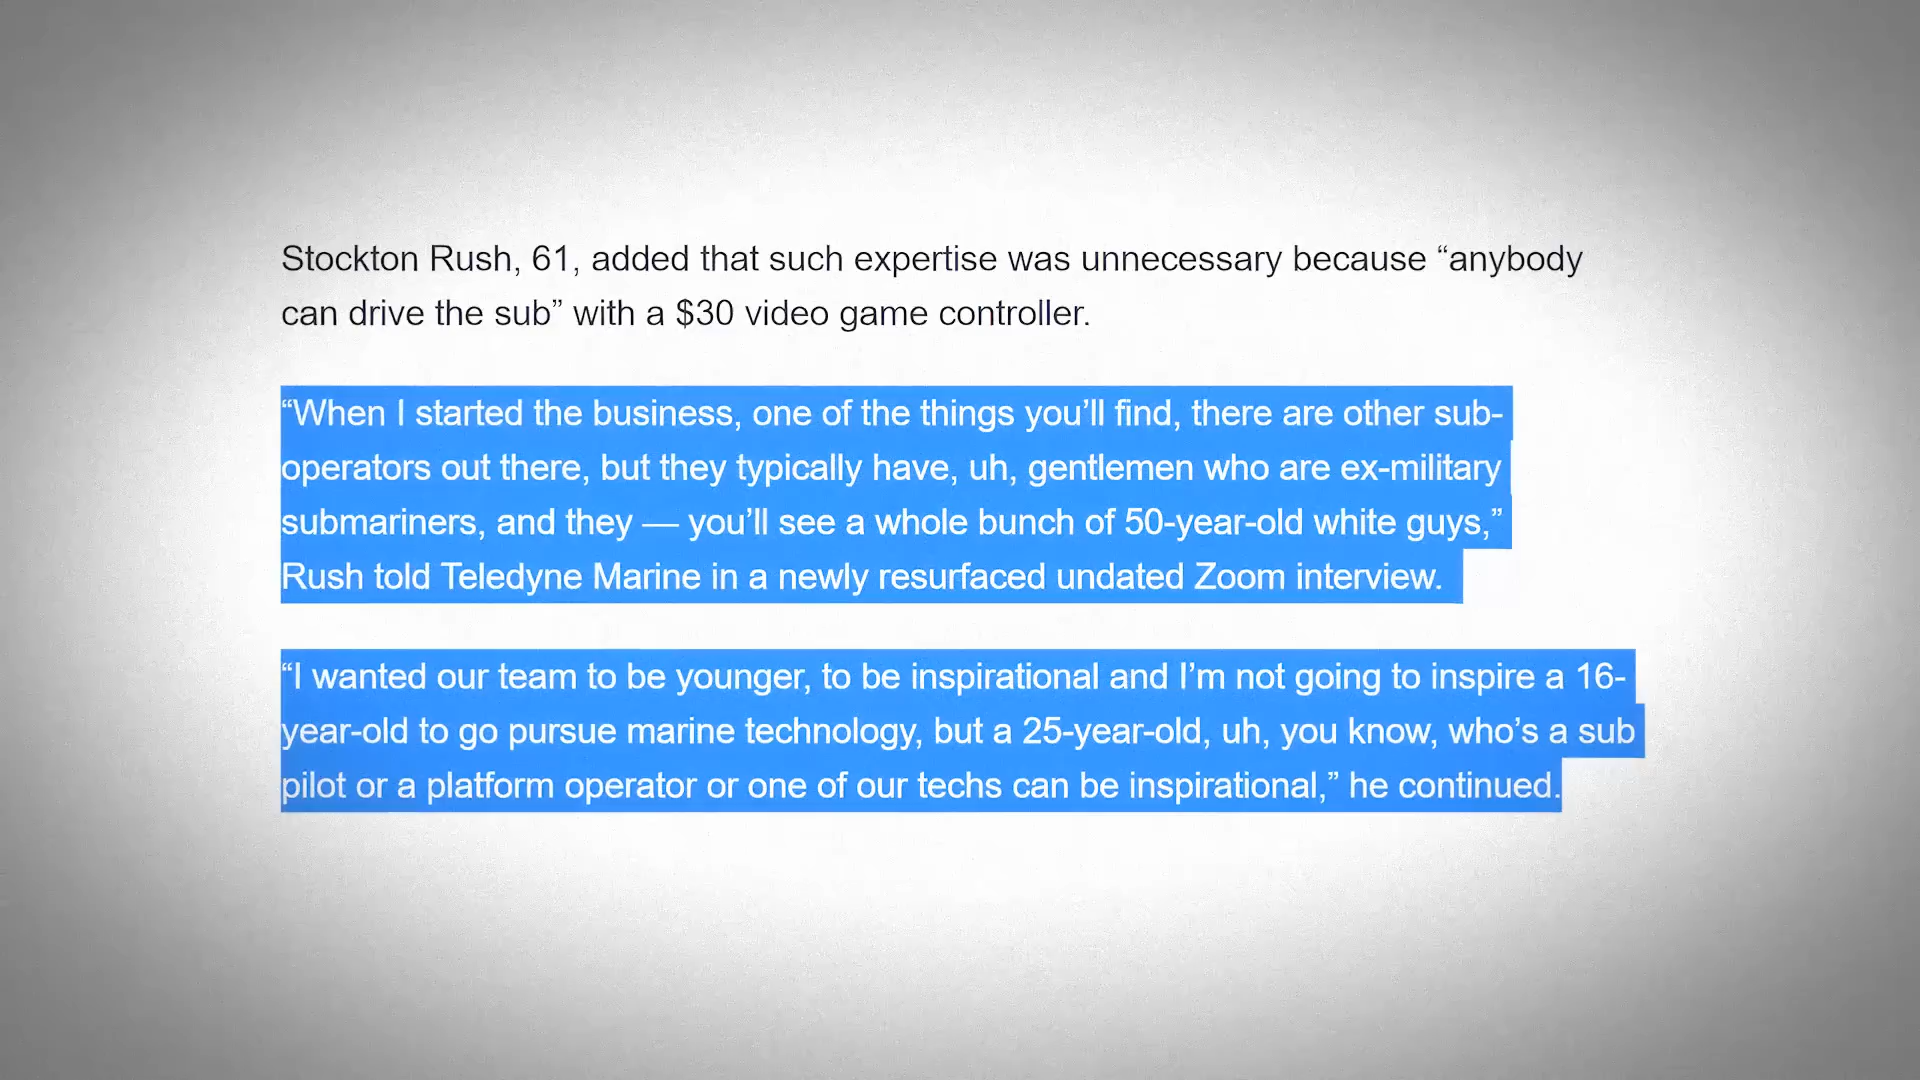 Stockton Rush, 61, added that such expertise was unnecessary because “anybody
can drive the sub” with a $30 video game controller.
“When I started the business, one of the things you’ll find, there are other sub-
operators out there, but they typically have, uh, gentlemen who are ex-military
submariners, and they — you’ll see a whole bunch of 50-year-old white guys,”
Rush told Teledyne Marine in a newly resurfaced undated Zoom interview.
“I wanted our team to be younger, to be inspirational and I’m not going to inspire a 16-
year-old to go pursue marine technology, but a 25-year-old, uh, you know, who’s a sub
pilot or a platform operator or one of our techs can be inspirational,” he continued.